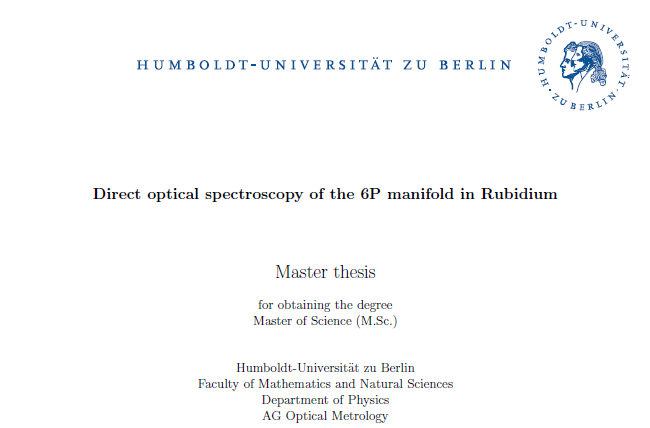 HUMBOLDT-UNIVERSITÄT ZU BERLIN
HUMBOLDT-UNIVERSITÄT · ZU BERLIN ·
Direct optical spectroscopy of the 6P manifold in Rubidium
Master thesis
for obtaining the degree
Master of Science (M.Sc.)
Humboldt-Universität zu Berlin
Faculty of Mathematics and Natural Sciences
Department of Physics
AG Optical Metrology